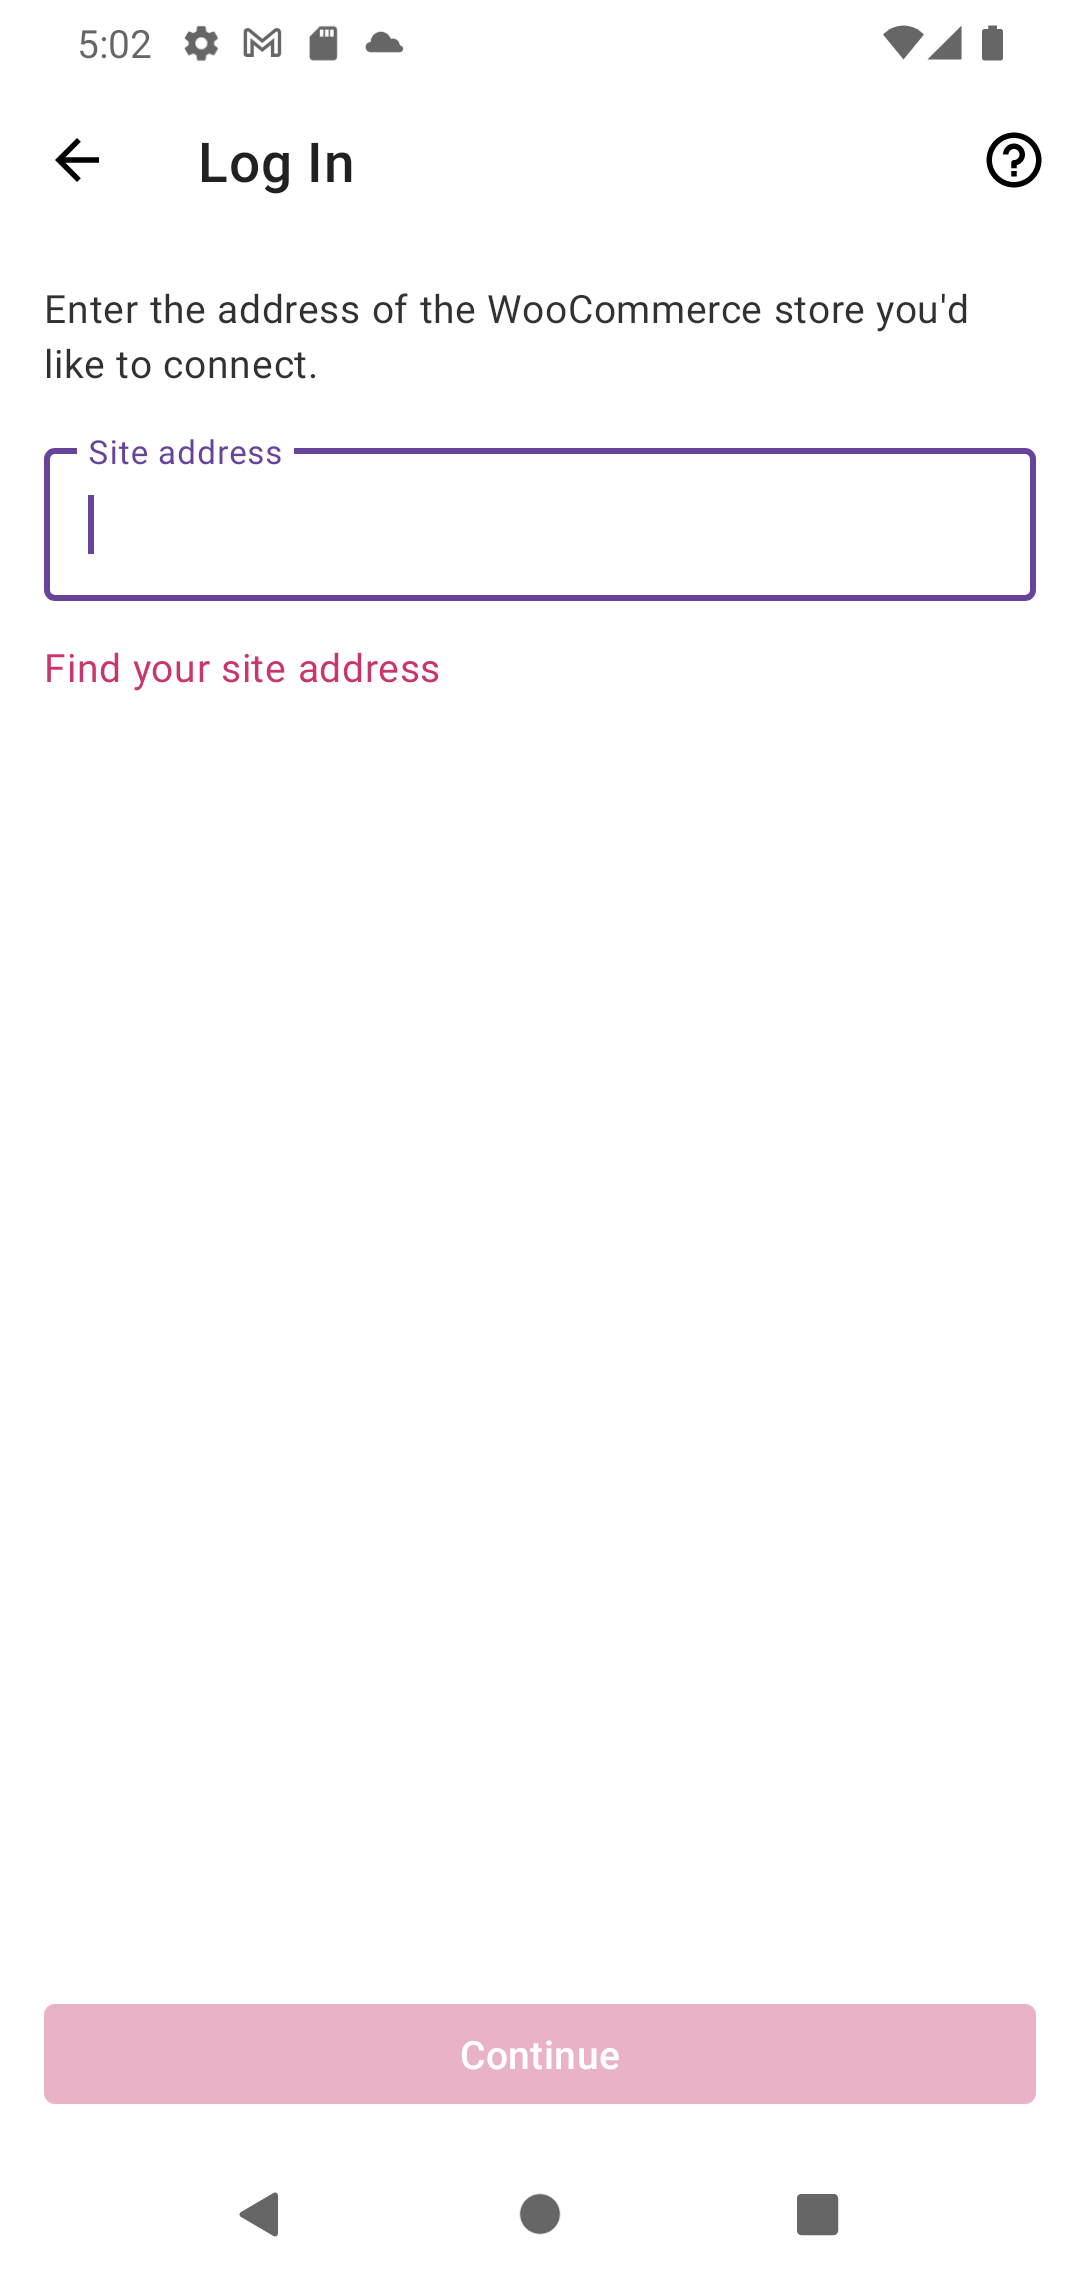 5:02
Log In
Enter the address of the WooCommerce store you'd
like to connect.
Site address
Find your site address
Continue